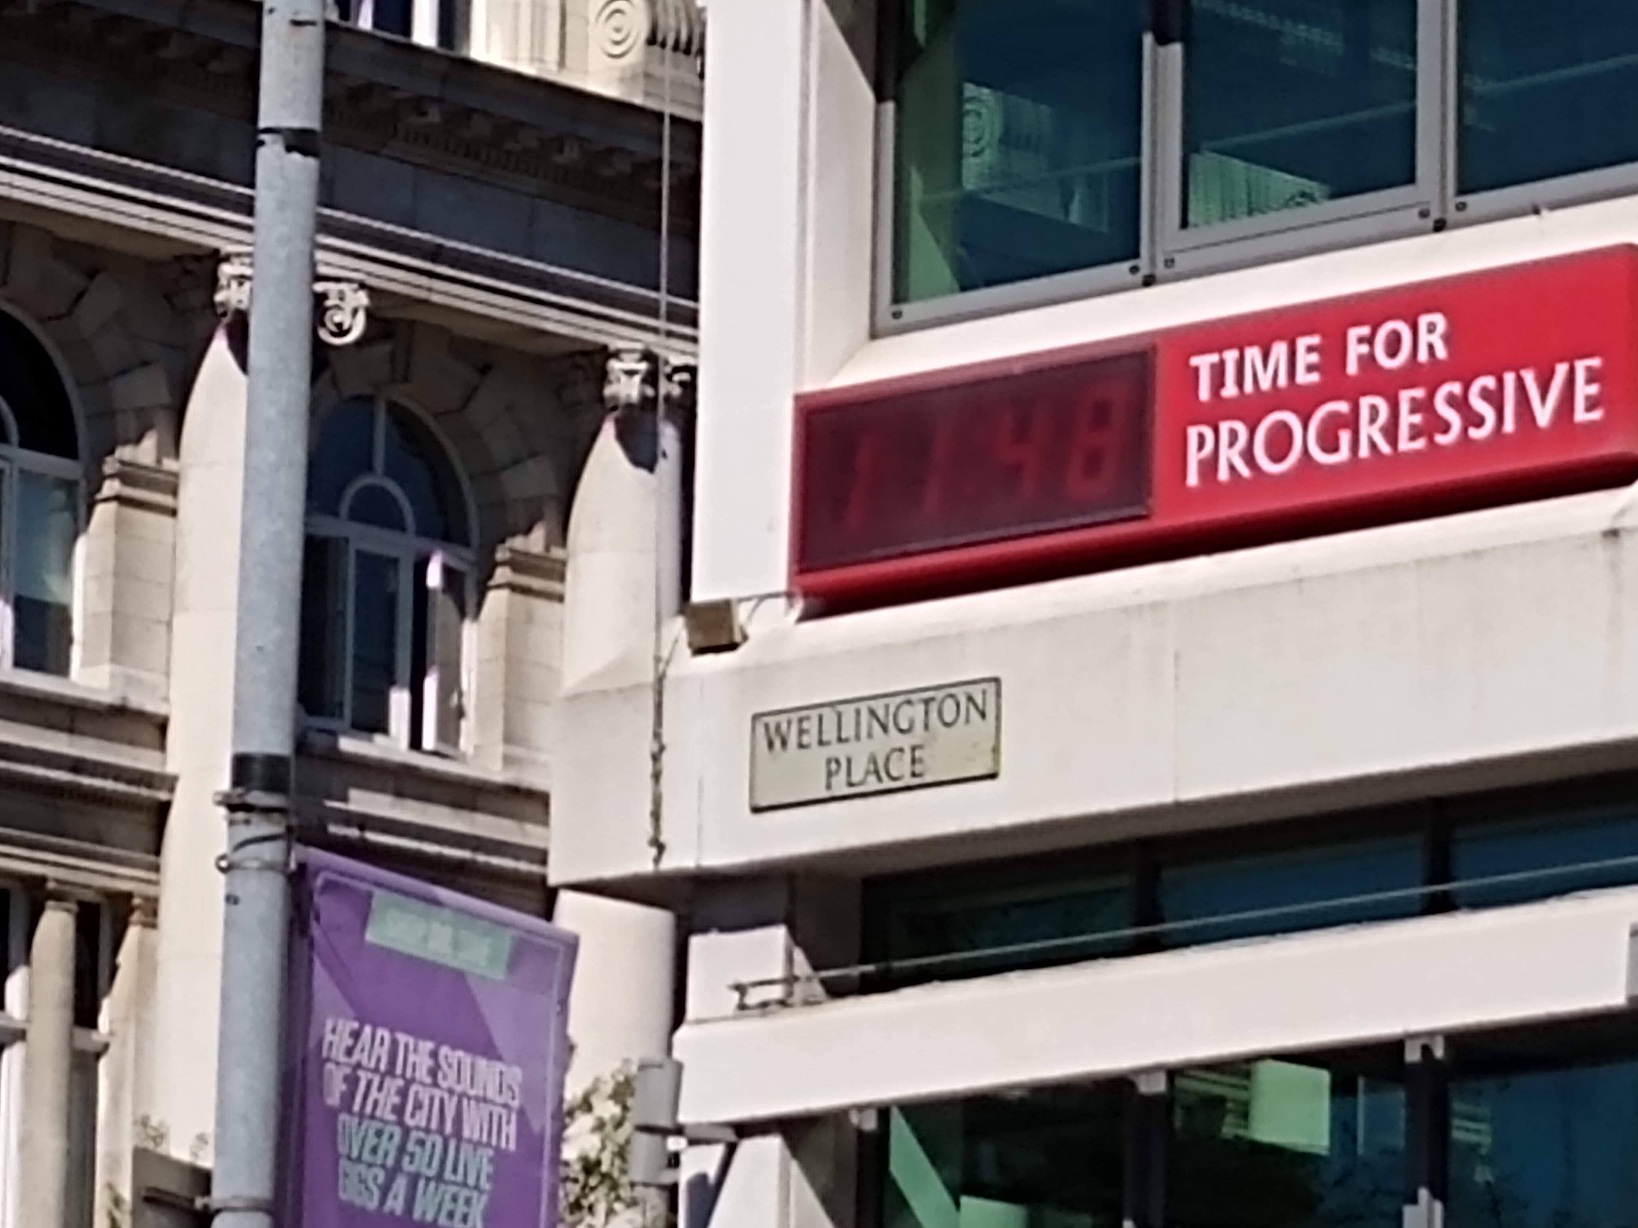 11:48
TIME FOR
PROGRESSIVE
WELLINGTON
PLACE
HEAR THE SOUNDS
OF THE CITY WITH
OVER 50 LIVE
GIGS A WEEK